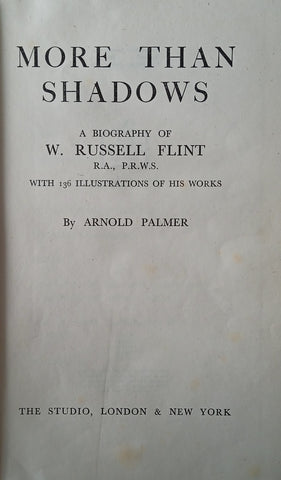 MORE THAN
SHADOWS
A BIOGRAPHY OF
W. RUSSELL FLINT
R.A., P.R.W.S.
WITH 136 ILLUSTRATIONS OF HIS WORKS
By ARNOLD PALMER
THE STUDIO, LONDON & NEW YORK